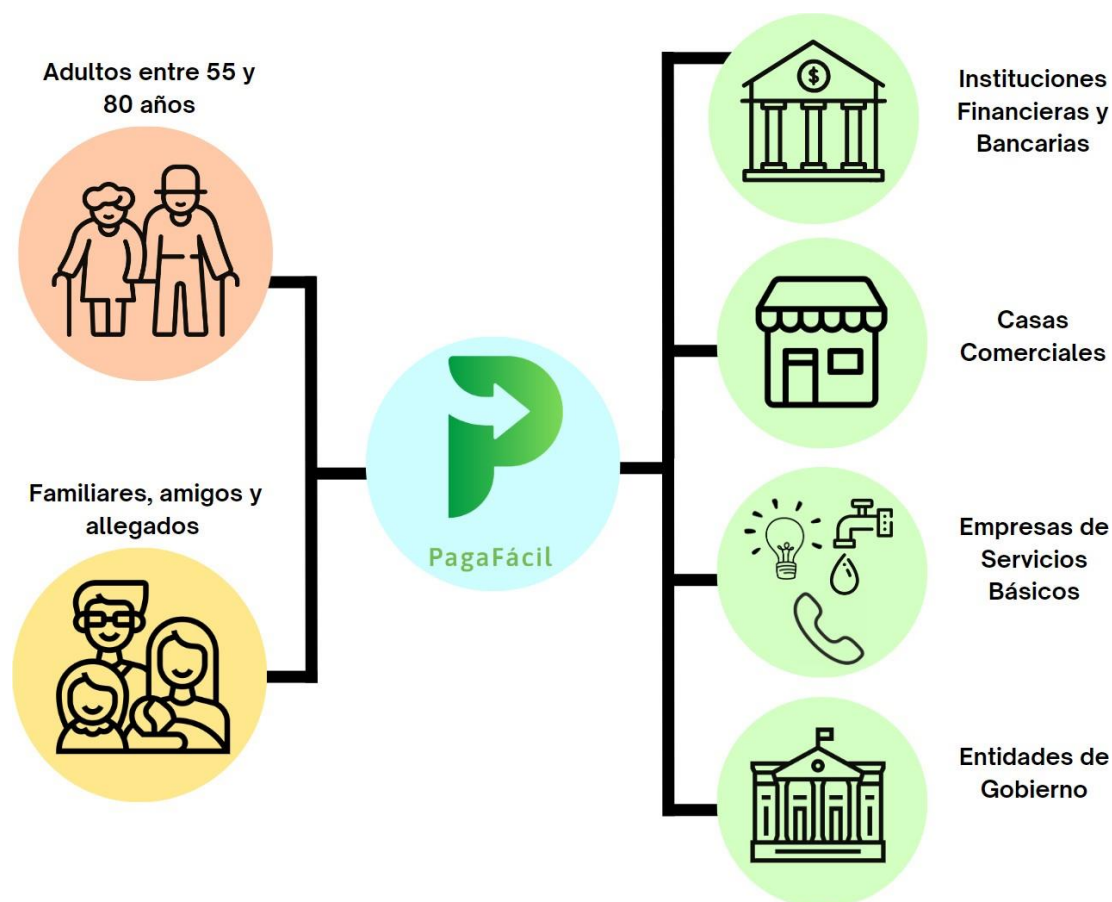 Adultos entre 55 y
80 años
Familiares, amigos y
allegados
PagaFácil
$
Instituciones
Financieras y
Bancarias
Casas
Comerciales
Empresas de
Servicios
Básicos
Entidades de
Gobierno